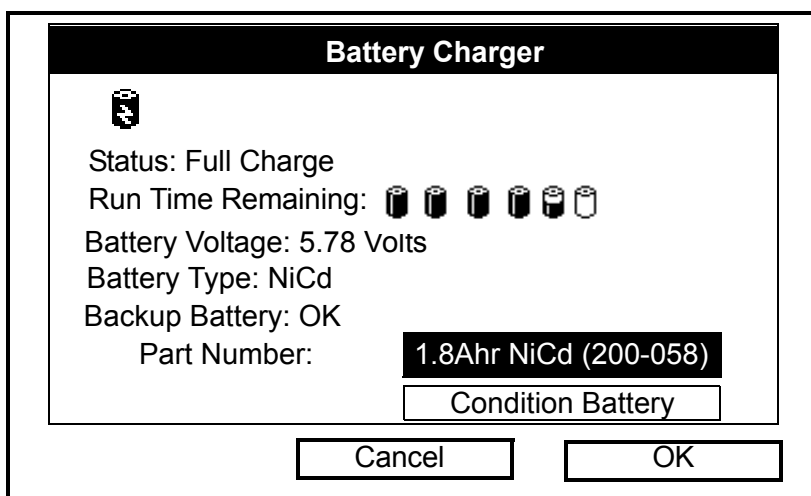 Battery Charger
Status: Full Charge
Run Time Remaining:
Battery Voltage: 5.78 Volts
Battery Type: NiCd
Backup Battery: OK
Part Number: 1.8Ahr NiCd (200-058)
Condition Battery
Cancel OK